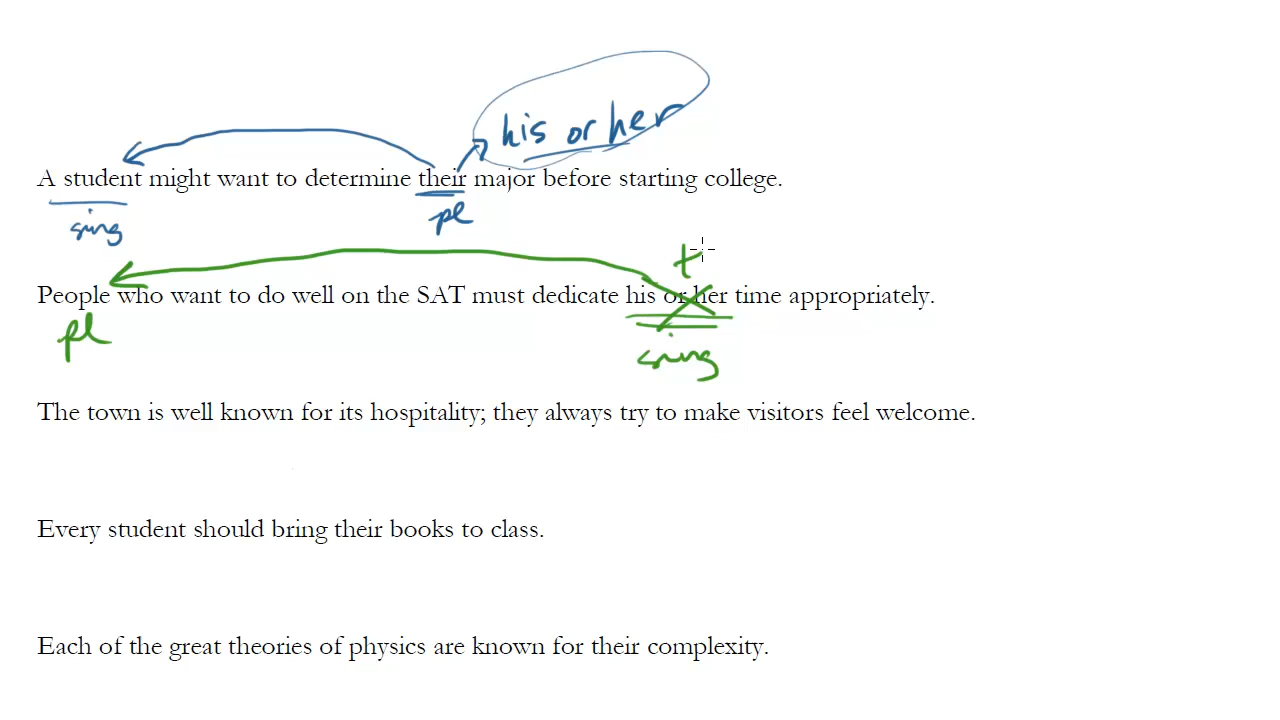 his or her
A student might want to determine their major before starting college.
sing pl
t
People who want to do well on the SAT must dedicate his or her time appropriately.
pl sing
The town is well known for its hospitality; they always try to make visitors feel welcome.
Every student should bring their books to class.
Each of the great theories of physics are known for their complexity.